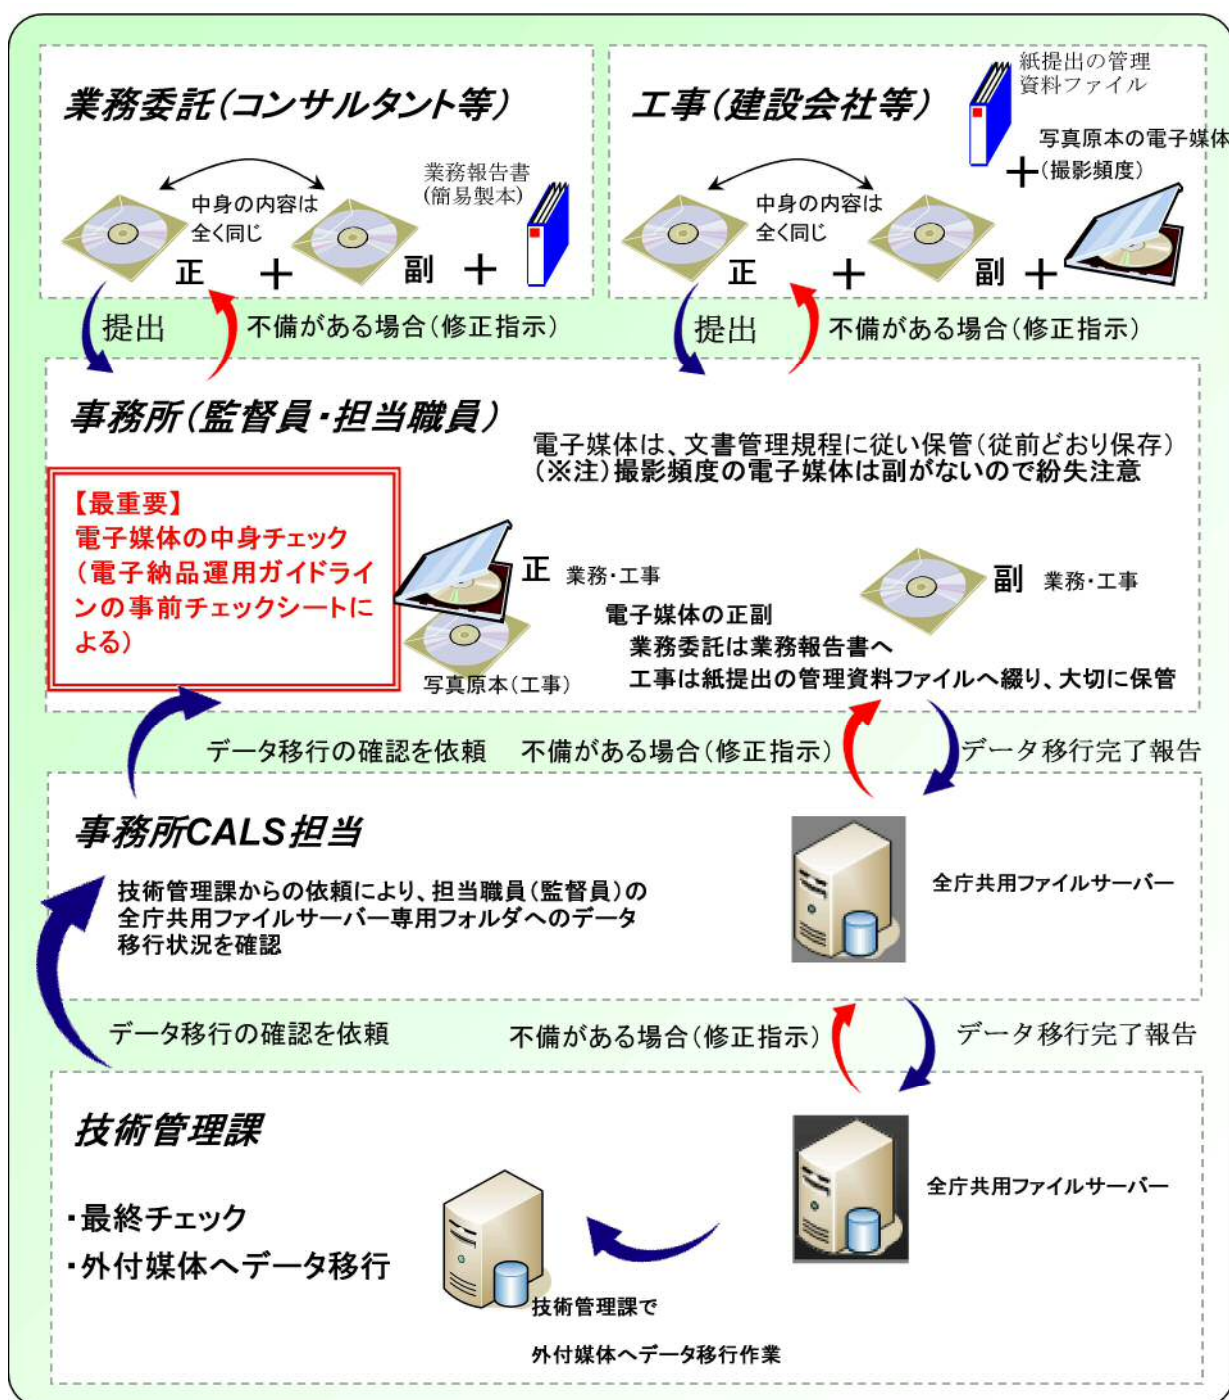 業務委託(コンサルタント等)
業務報告書
(簡易製本)
中身の内容は
全く同じ
正
+
副
+
工事(建設会社等)
紙提出の管理
資料ファイル
+
写真原本の電子媒体
(撮影頻度)
中身の内容は
全く同じ
正
+
副
+
提出
不備がある場合(修正指示)
提出
不備がある場合(修正指示)
事務所(監督員・担当職員)
電子媒体は、文書管理規程に従い保管(従前どおり保存)
(※注)撮影頻度の電子媒体は副がないので紛失注意
【最重要】
電子媒体の中身チェック
(電子納品運用ガイドライ
ンの事前チェックシートに
よる)
正 業務・工事
副 業務・工事
電子媒体の正副
業務委託は業務報告書へ
工事は紙提出の管理資料ファイルへ綴り、大切に保管
写真原本(工事)
データ移行の確認を依頼
不備がある場合(修正指示)
データ移行完了報告
事務所CALS担当
技術管理課からの依頼により、担当職員(監督員)の
全庁共用ファイルサーバー専用フォルダへのデータ
移行状況を確認
全庁共用ファイルサーバー
データ移行の確認を依頼
不備がある場合(修正指示)
データ移行完了報告
技術管理課
・最終チェック
・外付媒体へデータ移行
全庁共用ファイルサーバー
技術管理課で
外付媒体へデータ移行作業